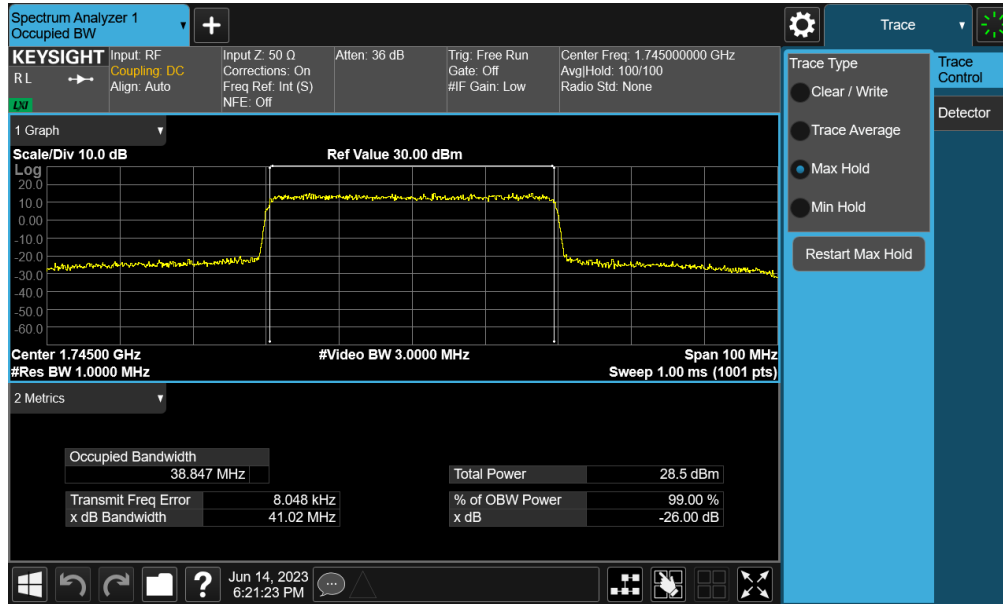 Spectrum Analyzer 1
Occupied BW
+
Trace
KEYSIGHT
R L
LXI
Input: RF
Coupling: DC
Align: Auto
Input Z: 50 Ω
Corrections: On
Freq Ref: Int (S)
NFE: Off
Atten: 36 dB
Trig: Free Run
Gate: Off
#IF Gain: Low
Center Freq: 1.745000000 GHz
Avg|Hold: 100/100
Radio Std: None
1 Graph
Scale/Div 10.0 dB
Ref Value 30.00 dBm
Log
20.0
10.0
0.00
-10.0
-20.0
-30.0
-40.0
-50.0
-60.0
Center 1.74500 GHz
#Video BW 3.0000 MHz
Span 100 MHz
#Res BW 1.0000 MHz
Sweep 1.00 ms (1001 pts)
2 Metrics
Occupied Bandwidth
38.847 MHz
Total Power 28.5 dBm
Transmit Freq Error 8.048 kHz
% of OBW Power 99.00 %
x dB Bandwidth 41.02 MHz
x dB -26.00 dB
Trace Type
Clear / Write
Trace Average
Max Hold
Min Hold
Restart Max Hold
Trace
Control
Detector
?
Jun 14, 2023
6:21:23 PM